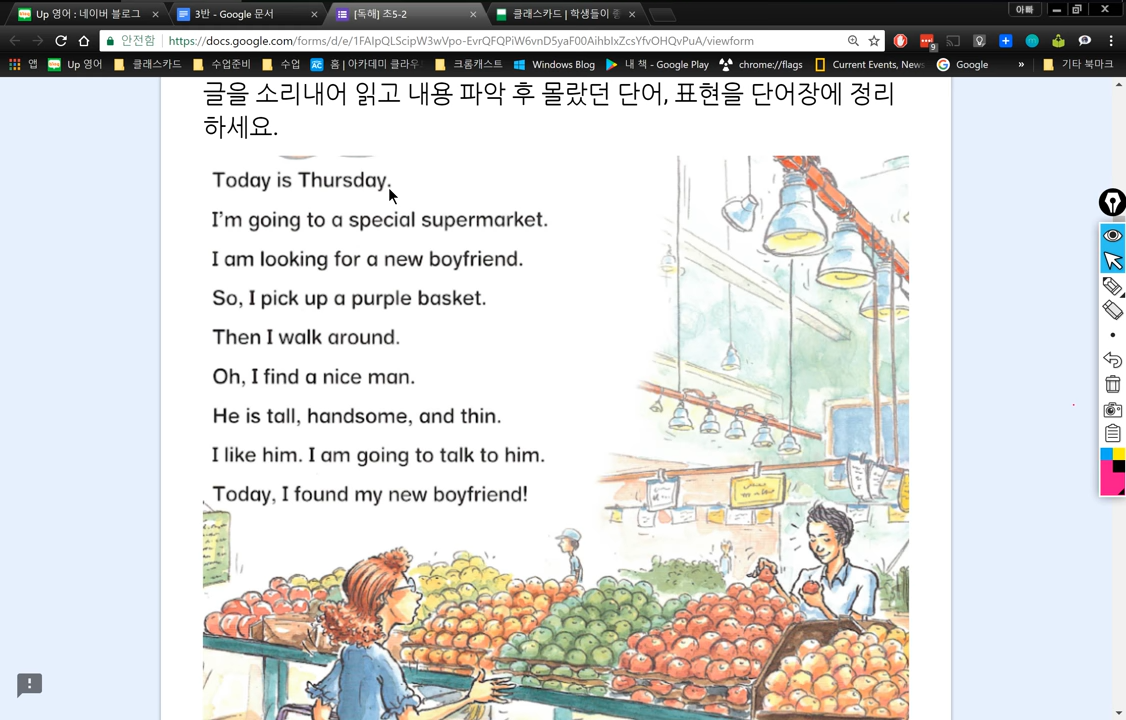 Up 영어 : 네이버 블로그
3반 - Google 문서
[독해] 초5-2
클래스카드 | 학생들이 좋
아빠
안전함
https://docs.google.com/forms/d/e/1FAIpQLScipW3wVpo-EvrQFQPiW6vnD5yaF00AihbIxZcsYfvOHQvPuA/viewform
9
앱
Up 영어
클래스카드
수업준비
수업
홈 | 아카데미 클라우
크롬캐스트
Windows Blog
내 책 - Google Play
chrome://flags
Current Events, News
Google
»
기타 북마크
글을 소리내어 읽고 내용 파악 후 몰랐던 단어, 표현을 단어장에 정리
하세요.
Today is Thursday.
I'm going to a special supermarket.
I am looking for a new boyfriend.
So, I pick up a purple basket.
Then I walk around.
Oh, I find a nice man.
He is tall, handsome, and thin.
I like him. I am going to talk to him.
Today, I found my new boyfriend!